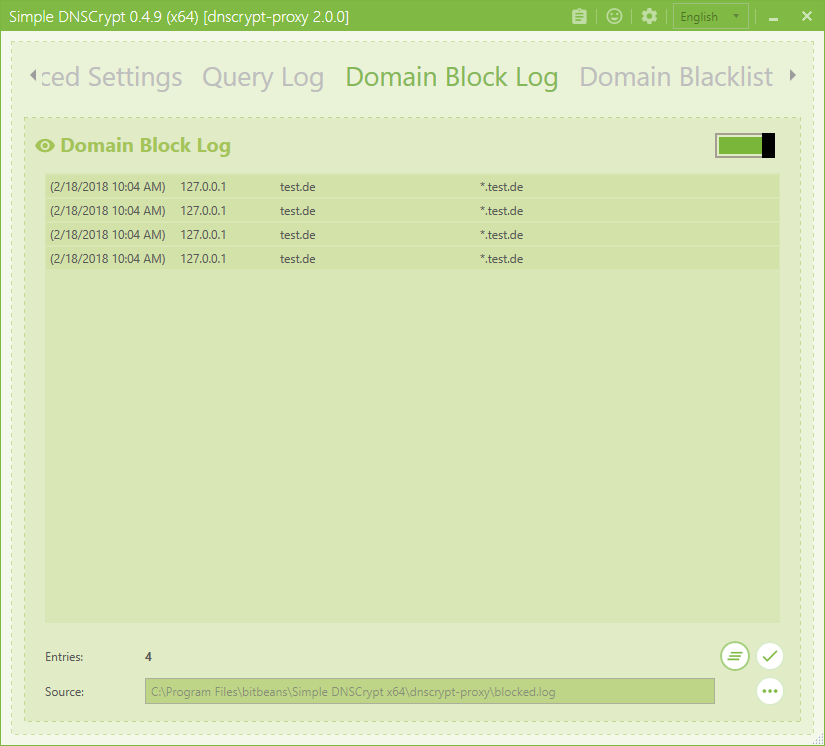 Simple DNSCrypt 0.4.9 (x64) [dnscrypt-proxy 2.0.0] English
ced Settings Query Log Domain Block Log Domain Blacklist
Domain Block Log
(2/18/2018 10:04 AM) 127.0.0.1 test.de *.test.de
(2/18/2018 10:04 AM) 127.0.0.1 test.de *.test.de
(2/18/2018 10:04 AM) 127.0.0.1 test.de *.test.de
(2/18/2018 10:04 AM) 127.0.0.1 test.de *.test.de
Entries: 4
Source: C:\Program Files\bitbeans\Simple DNSCrypt x64\dnscrypt-proxy\blocked.log